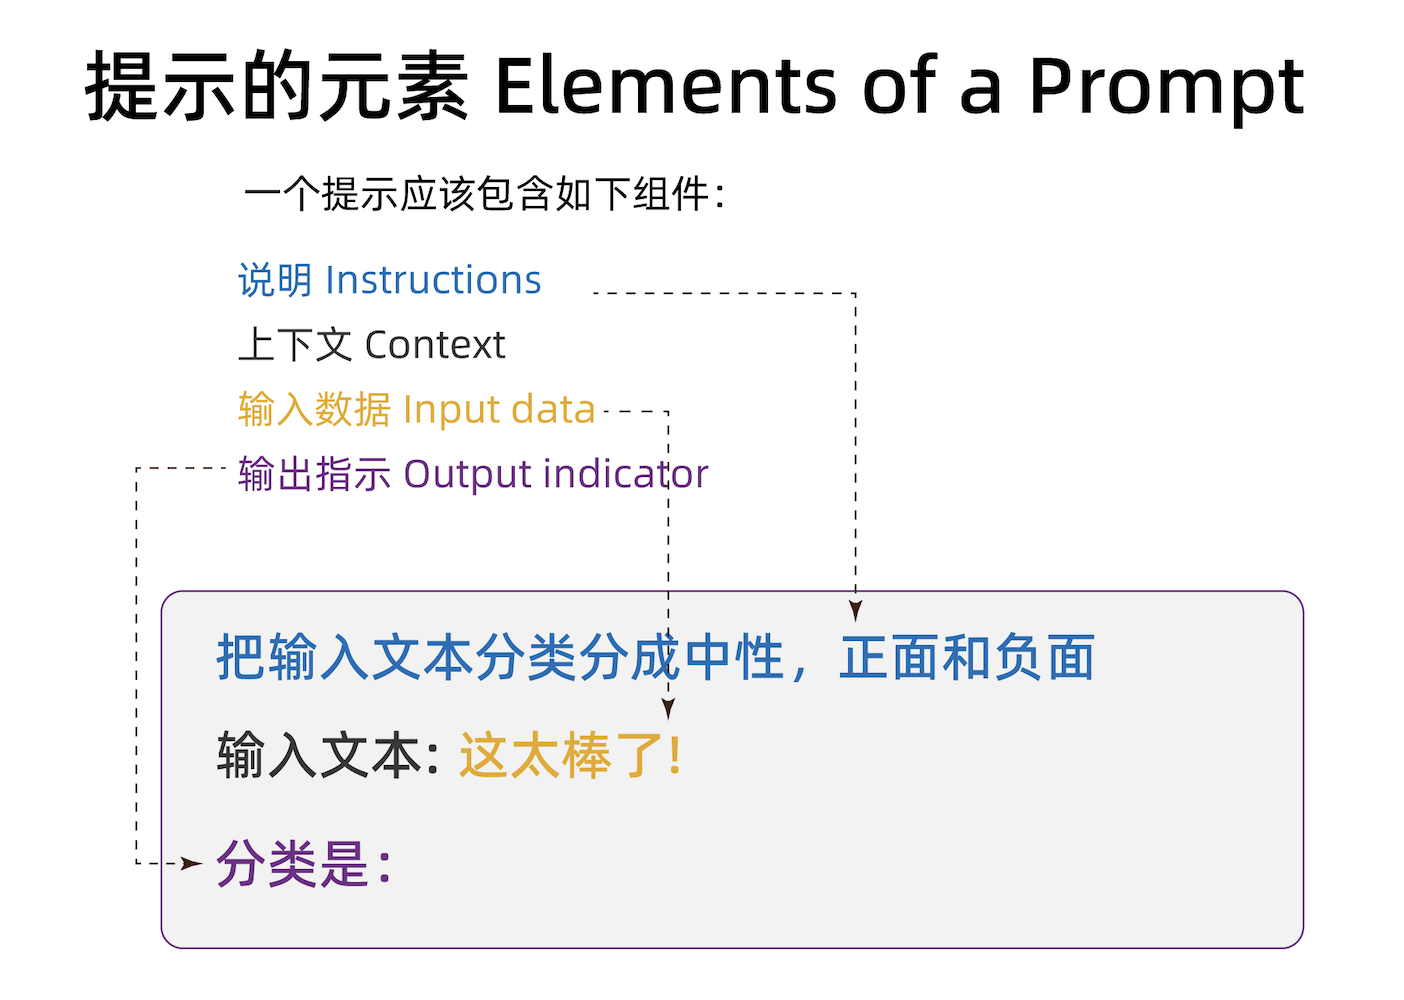 提示的元素 Elements of a Prompt
一个提示应该包含如下组件：
说明 Instructions
上下文 Context
输入数据 Input data
输出指示 Output indicator
把输入文本分类分成中性，正面和负面
输入文本: 这太棒了!
分类是：